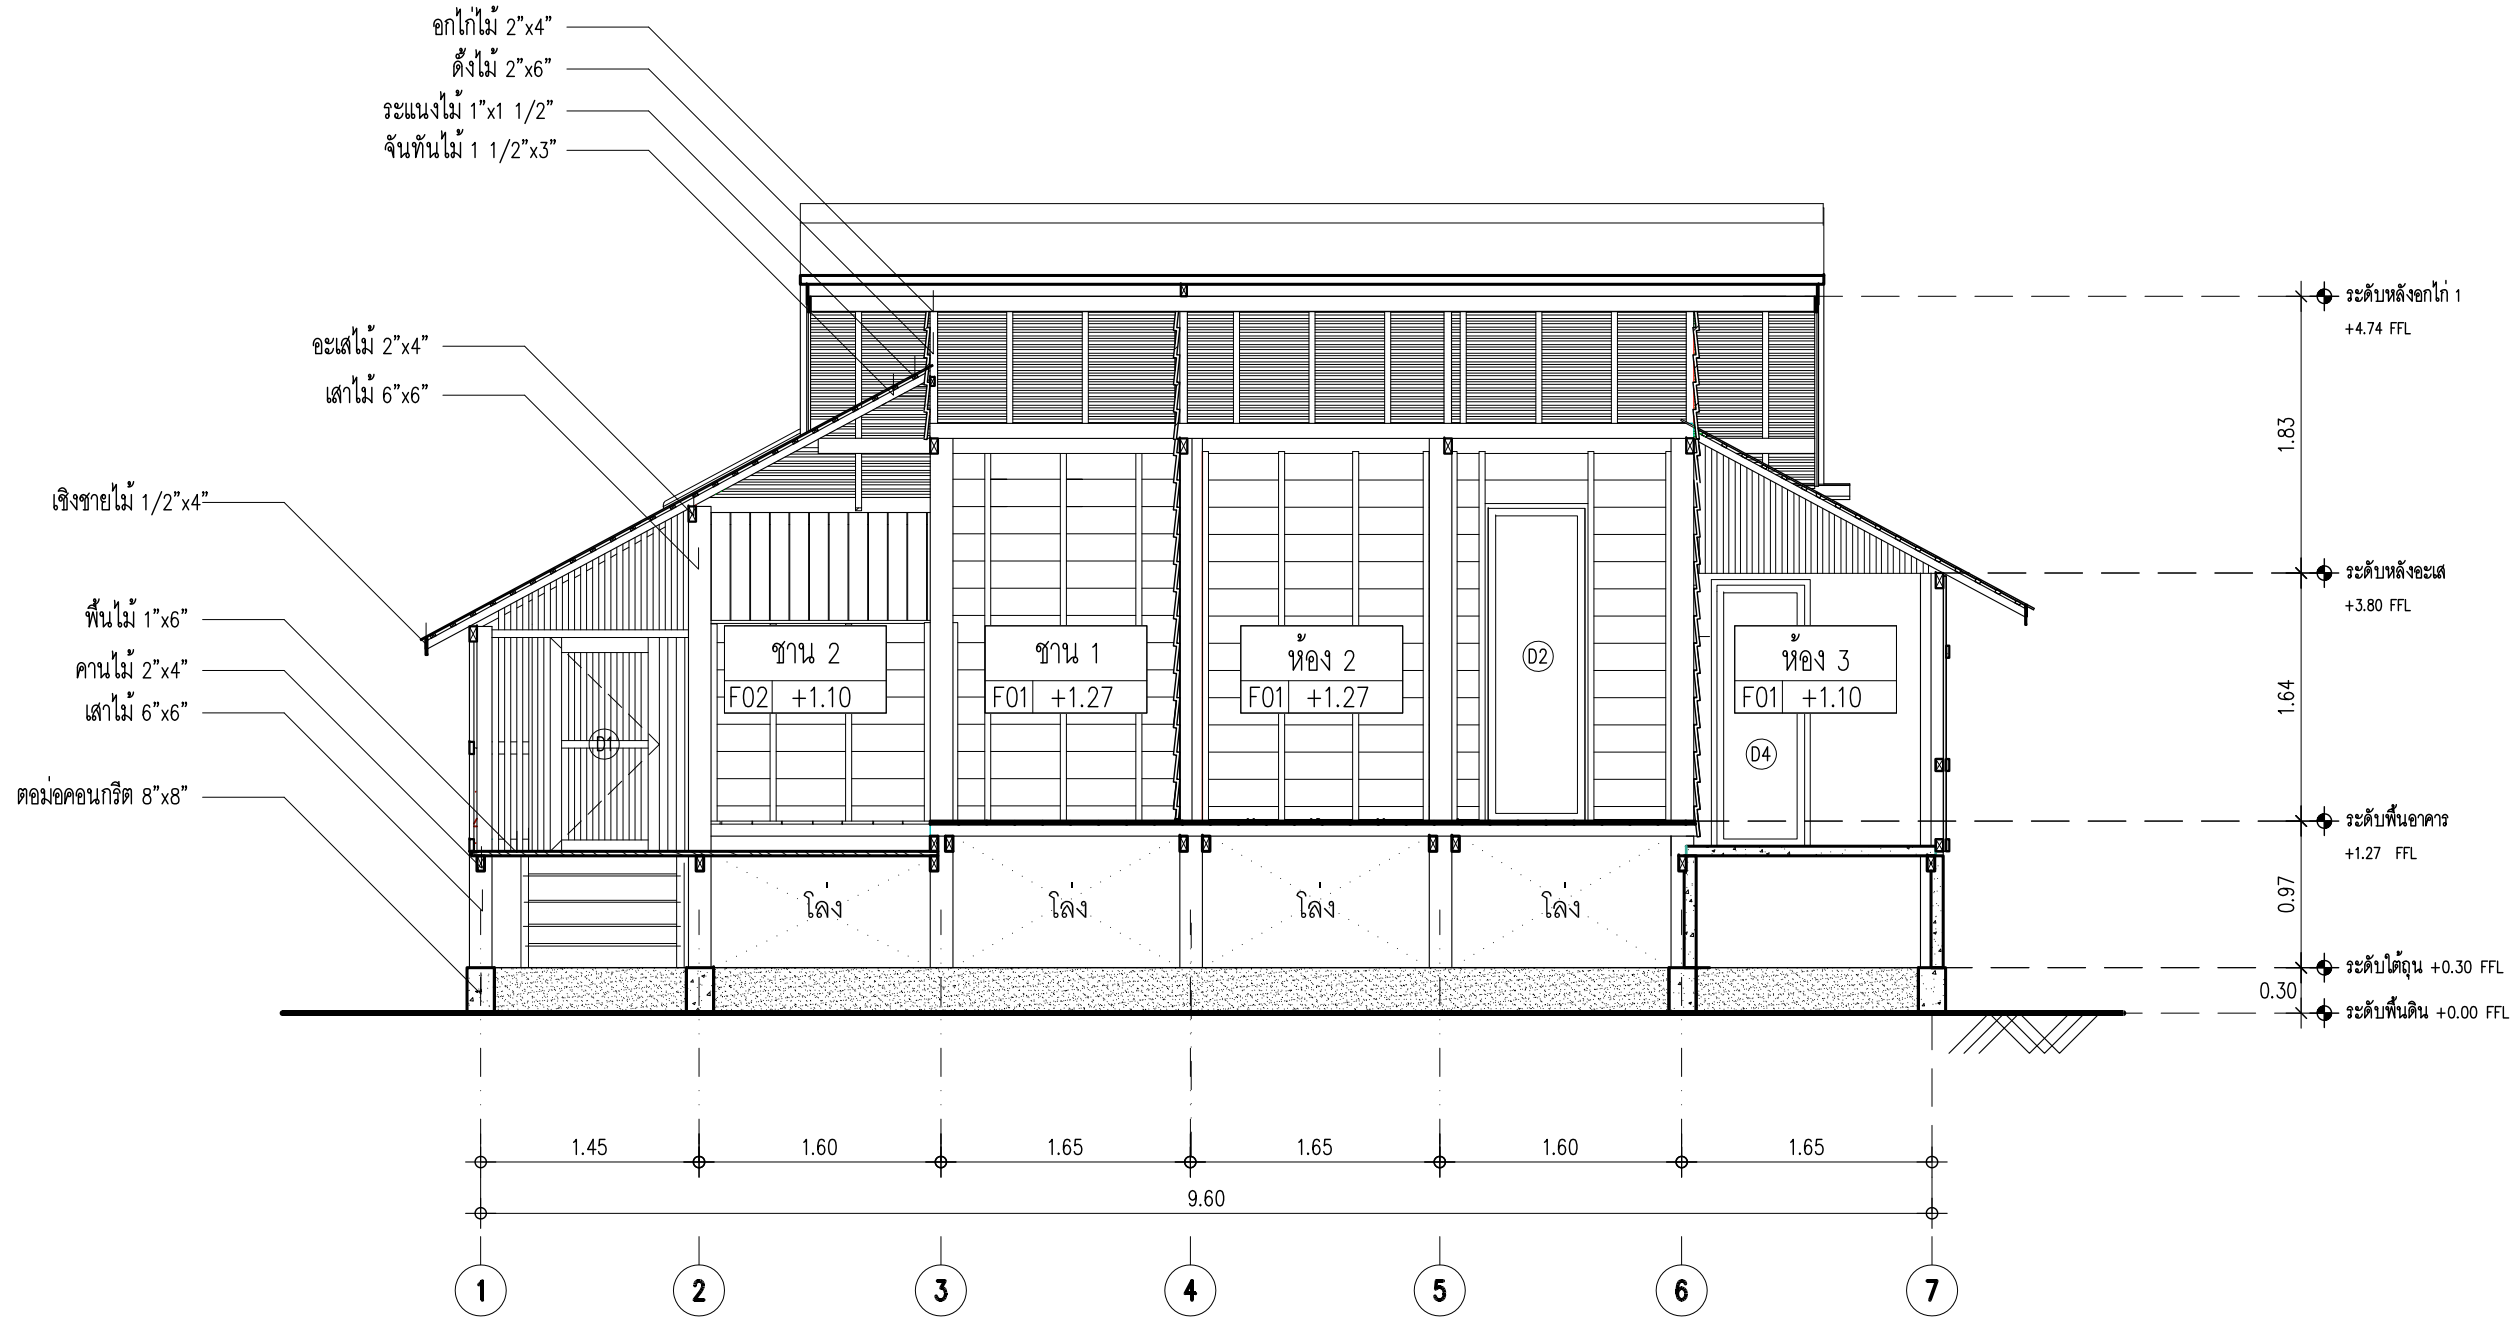 อกไก่ไม้ 2"x4"
ดั้งไม้ 2"x6"
ระแนงไม้ 1"x1 1/2"
จันทันไม้ 1 1/2"x3"
อะเสไม้ 2"x4"
เสาไม้ 6"x6"
เชิงชายไม้ 1/2"x4"
พื้นไม้ 1"x6"
คานไม้ 2"x4"
เสาไม้ 6"x6"
ตอม่อคอนกรีต 8"x8"
ชาน 2
F02 +1.10
ชาน 1
F01 +1.27
ห้อง 2
F01 +1.27
ห้อง 3
F01 +1.10
D1
D2
D4
โล่ง
โล่ง
โล่ง
โล่ง
ระดับหลังอกไก่ 1
+4.74 FFL
1.83
ระดับหลังอะเส
+3.80 FFL
1.64
ระดับพื้นอาคาร
+1.27 FFL
0.97
ระดับใต้ถุน +0.30 FFL
0.30
ระดับพื้นดิน +0.00 FFL
1.45 1.60 1.65 1.65 1.60 1.65
9.60
1 2 3 4 5 6 7